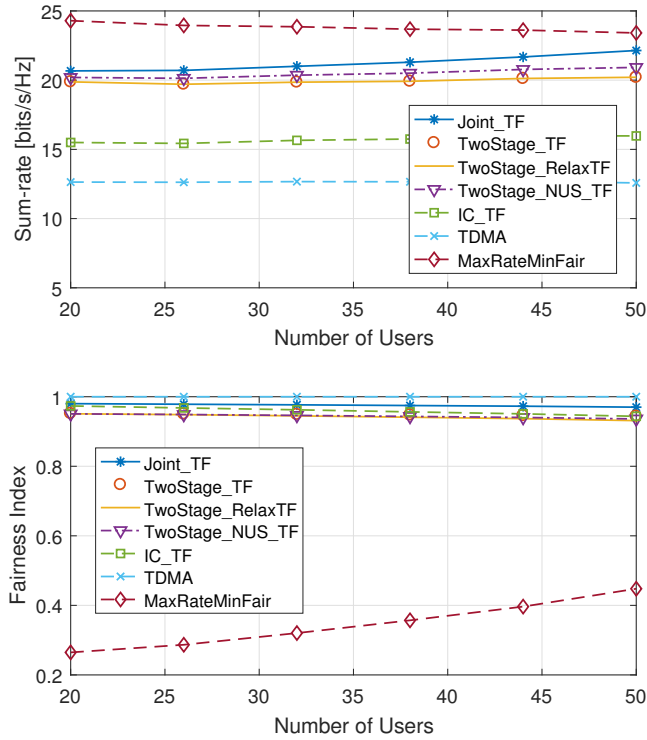 25
20
15
10
5
Sum-rate [bits/s/Hz]
Joint_TF
TwoStage_TF
TwoStage_RelaxTF
TwoStage_NUS_TF
IC_TF
TDMA
MaxRateMinFair
20 25 30 35 40 45 50
Number of Users
1
0.8
0.6
0.4
0.2
Fairness Index
Joint_TF
TwoStage_TF
TwoStage_RelaxTF
TwoStage_NUS_TF
IC_TF
TDMA
MaxRateMinFair
20 25 30 35 40 45 50
Number of Users